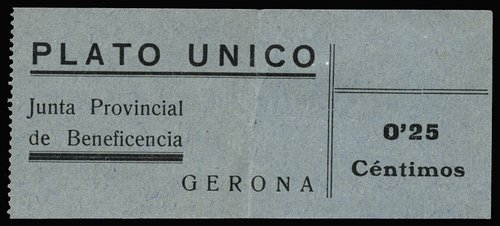 PLATO UNICO
Junta Provincial
de Beneficencia
GERONA
0'25
Céntimos